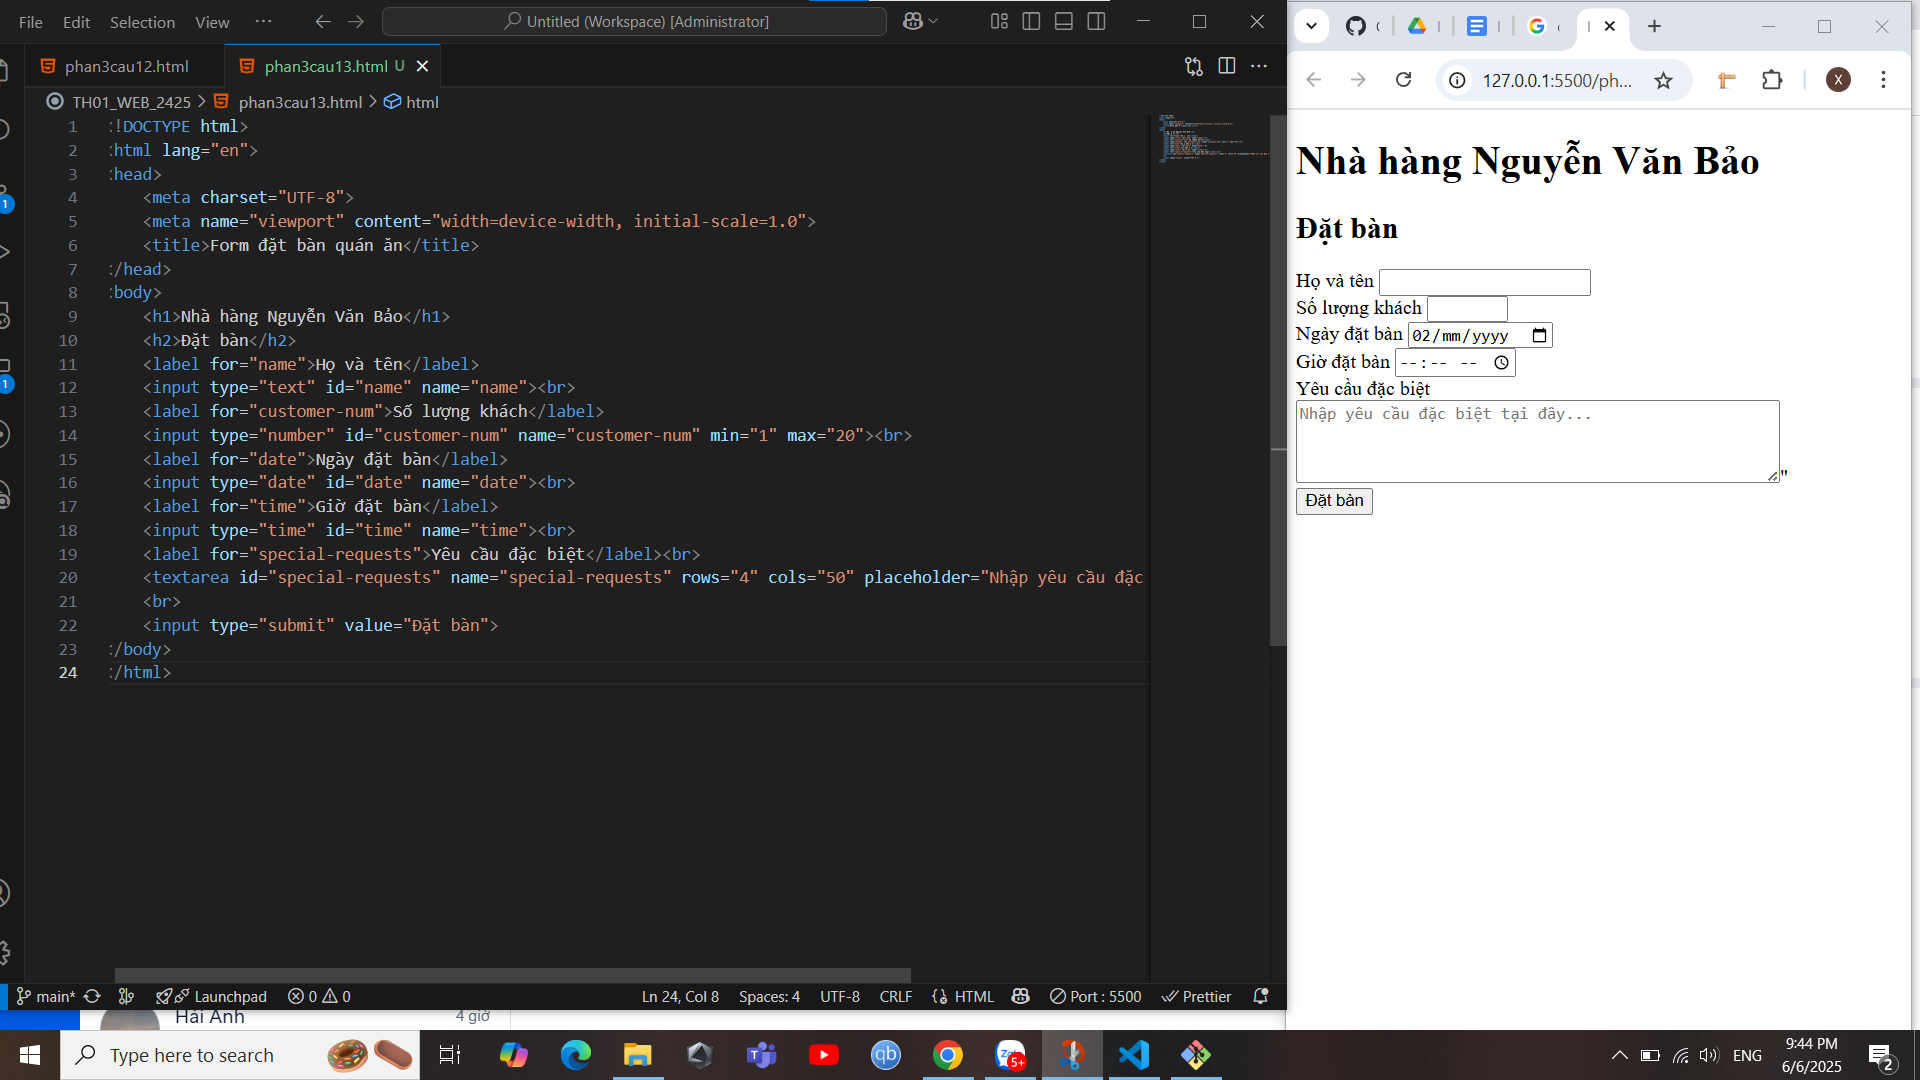 File Edit Selection View ··· Untitled (Workspace) [Administrator]
phan3cau12.html phan3cau13.html U
TH01_WEB_2425 > phan3cau13.html > html
1 <!DOCTYPE html>
2 <html lang="en">
3 <head>
4 <meta charset="UTF-8">
5 <meta name="viewport" content="width=device-width, initial-scale=1.0">
6 <title>Form đặt bàn quán ăn</title>
7 </head>
8 <body>
9 <h1>Nhà hàng Nguyễn Văn Bảo</h1>
10 <h2>Đặt bàn</h2>
11 <label for="name">Họ và tên</label>
12 <input type="text" id="name" name="name"><br>
13 <label for="customer-num">Số lượng khách</label>
14 <input type="number" id="customer-num" name="customer-num" min="1" max="20"><br>
15 <label for="date">Ngày đặt bàn</label>
16 <input type="date" id="date" name="date"><br>
17 <label for="time">Giờ đặt bàn</label>
18 <input type="time" id="time" name="time"><br>
19 <label for="special-requests">Yêu cầu đặc biệt</label><br>
20 <textarea id="special-requests" name="special-requests" rows="4" cols="50" placeholder="Nhập yêu cầu đặc
21 <br>
22 <input type="submit" value="Đặt bàn">
23 </body>
24 </html>
1
1
main* Launchpad 0 0 Ln 24, Col 8 Spaces: 4 UTF-8 CRLF HTML Port : 5500 Prettier
127.0.0.1:5500/ph... X
Nhà hàng Nguyễn Văn Bảo
Đặt bàn
Họ và tên
Số lượng khách
Ngày đặt bàn 02/mm/yyyy
Giờ đặt bàn --:-- --
Yêu cầu đặc biệt
Nhập yêu cầu đặc biệt tại đây...
"
Đặt bàn
Hải Anh 4 giờ
Type here to search
qb
5+
ENG
9:44 PM
6/6/2025
2